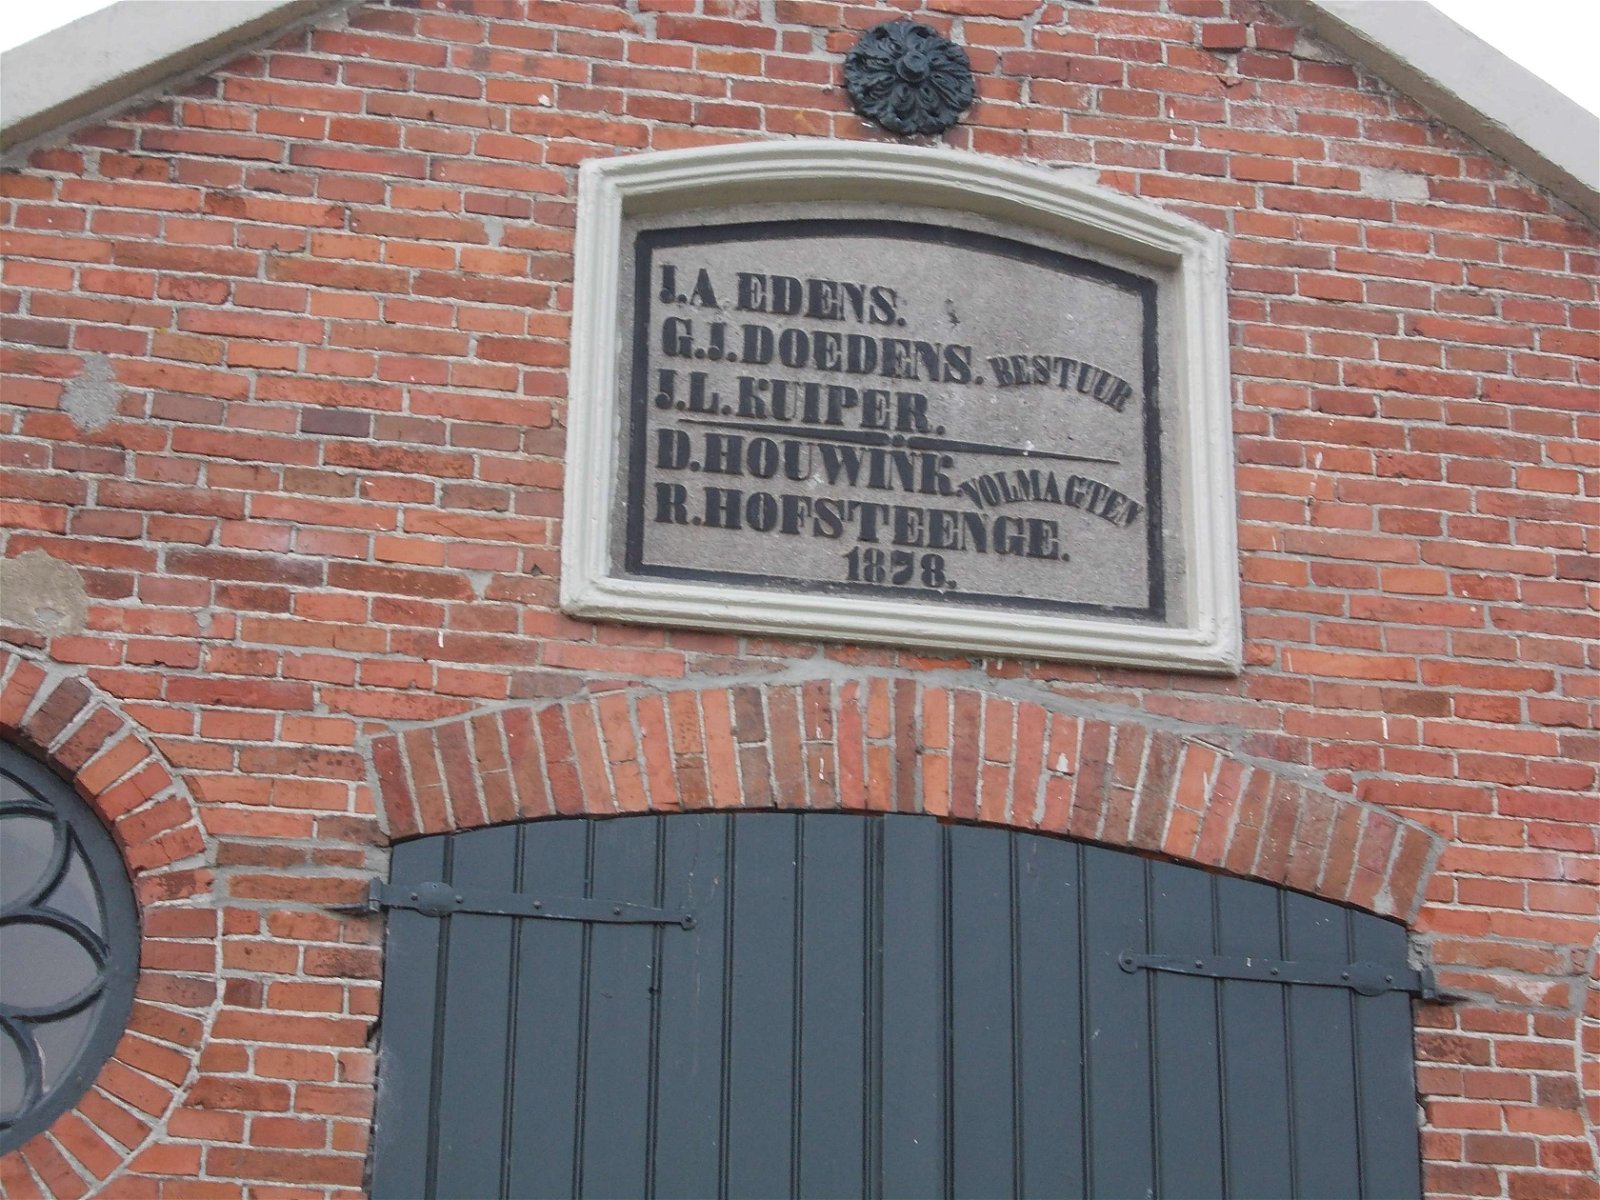 J.A EDENS.
G.J.DOEDENS. BESTUUR
J.L.KUIPER.
D.HOUWINK. VOLMAGTEN
R.HOFSTEENGE.
1878.